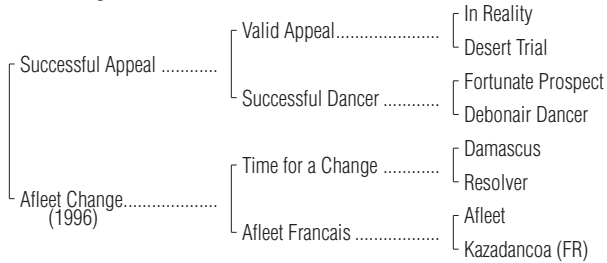 In Reality
Valid Appeal....................
Desert Trial
Successful Appeal ............
Fortunate Prospect
Successful Dancer ............
Debonair Dancer
Damascus
Time for a Change ............
Resolver
Afleet Change....................
(1996)
Afleet
Afleet Francais ..................
Kazadancoa (FR)